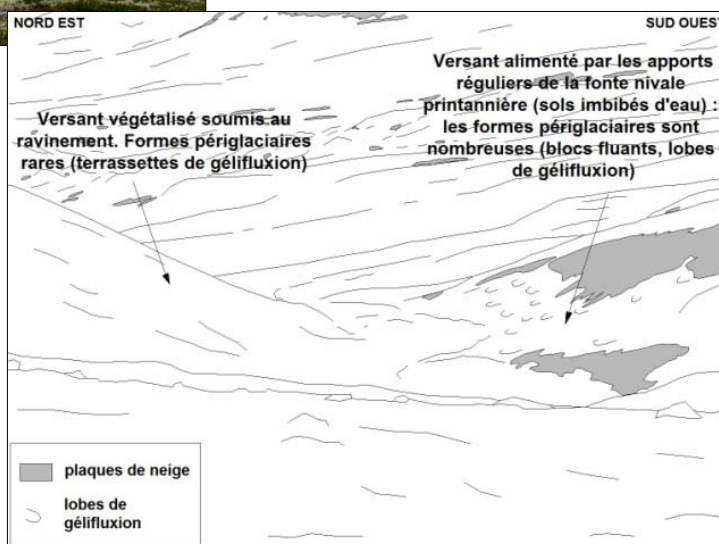 NORD EST
SUD OUEST
Versant végétalisé soumis au
ravinement. Formes périglaciaires
rares (terrassettes de gélifluxion)
Versant alimenté par les apports
réguliers de la fonte nivale
printannière (sols imbibés d'eau) :
les formes périglaciaires sont
nombreuses (blocs fluants, lobes
de gélifluxion)
plaques de neige
lobes de
gélifluxion